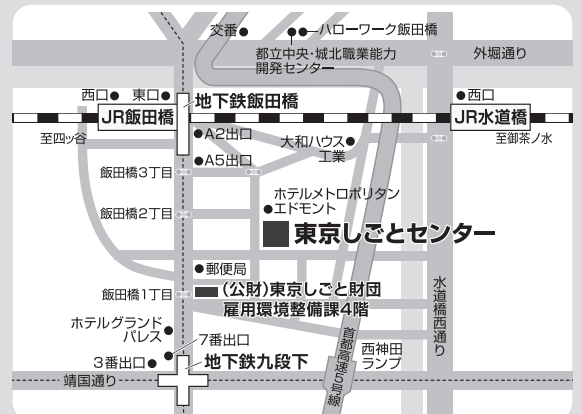 交番
ハローワーク飯田橋
都立中央・城北職業能力
開発センター
外堀通り
西口
東口
地下鉄飯田橋
西口
JR飯田橋
JR水道橋
至四ッ谷
A2出口
大和ハウス
工業
至御茶ノ水
A5出口
飯田橋3丁目
ホテルメトロポリタン
エドモント
飯田橋2丁目
東京しごとセンター
郵便局
飯田橋1丁目
(公財)東京しごと財団
雇用環境整備課4階
水道橋西通り
ホテルグランド
パレス
7番出口
3番出口
地下鉄九段下
首都高速5号線
西神田
ランプ
靖国通り